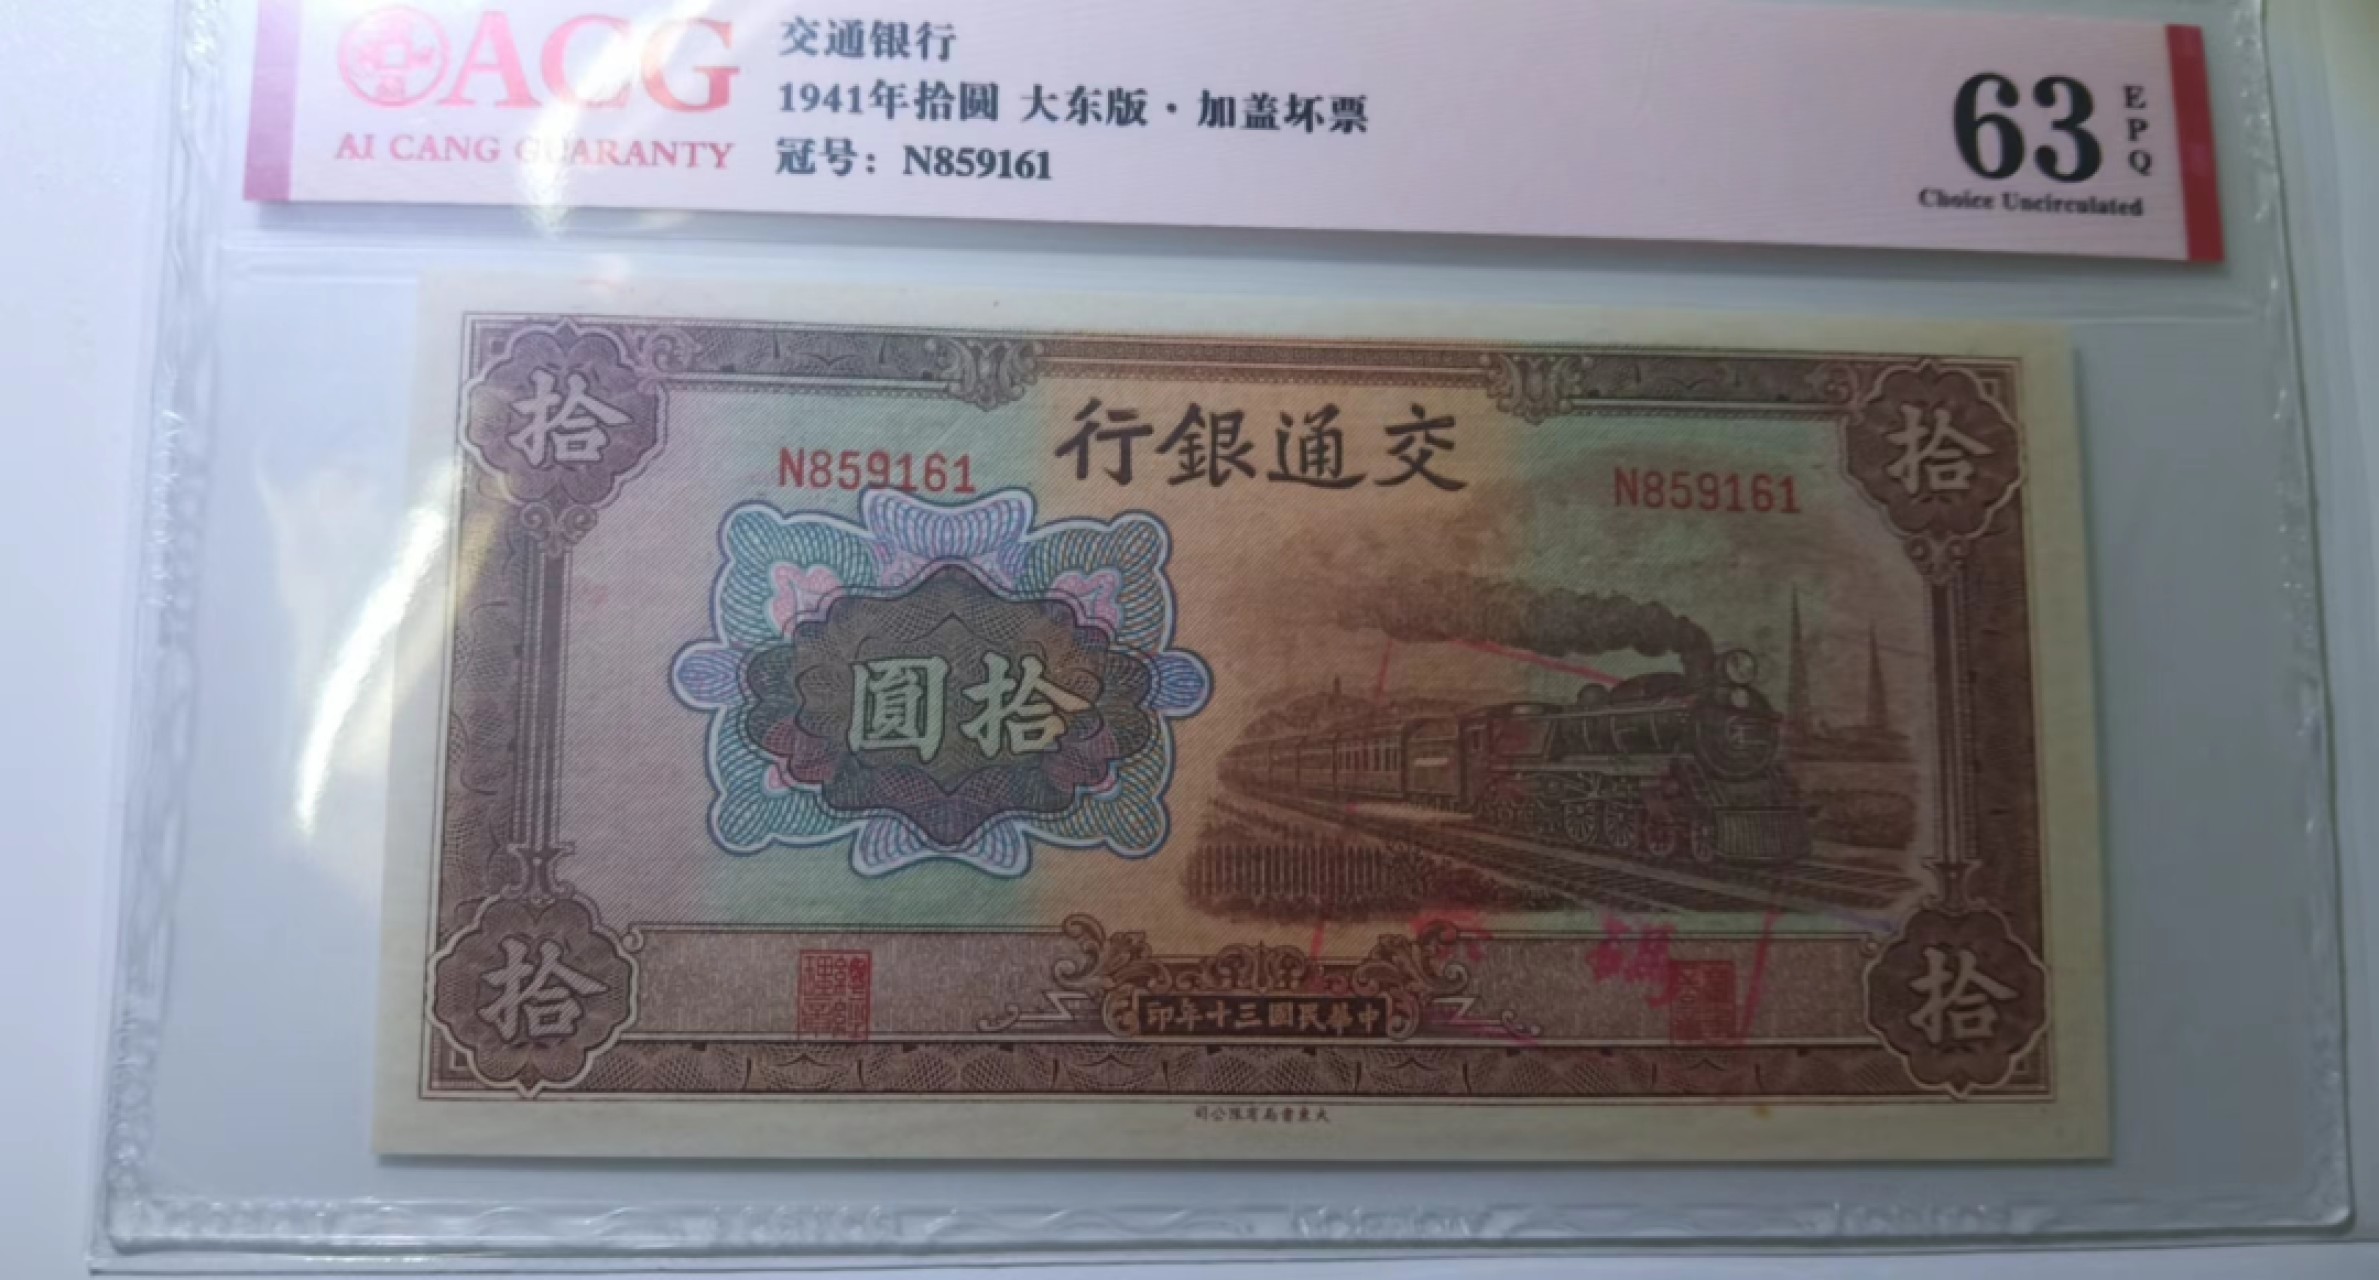 ACG
AI CANG GUARANTY
交通银行
1941年拾圆 大东版·加盖坏票
冠号：N859161
63
EPQ
Choice Uncirculated
拾
拾
行銀通交
N859161
N859161
圓拾
拾
拾
印年十三國民華中
司公限有局書東大